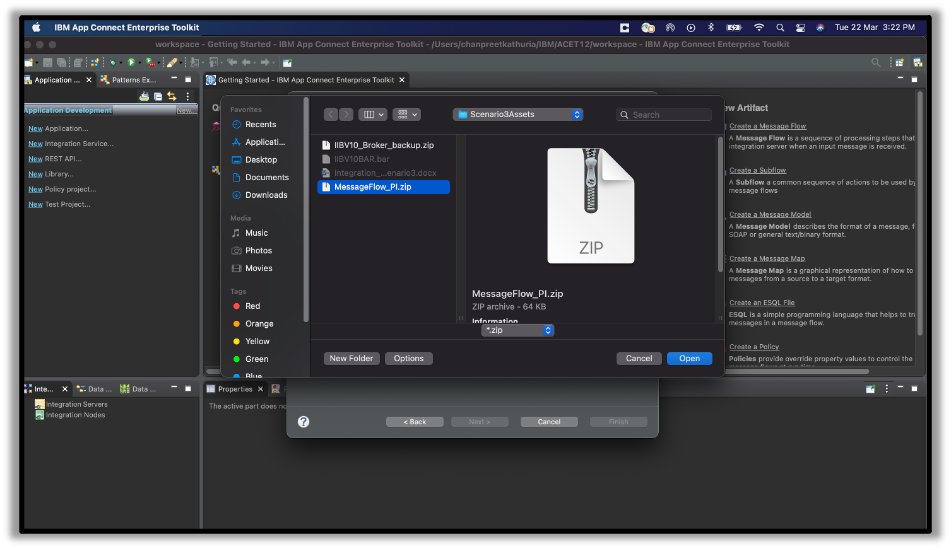 IBM App Connect Enterprise Toolkit
Tue 22 Mar 3:22 PM
workspace - Getting Started - IBM App Connect Enterprise Toolkit - /Users/chanpreetkathuria/IBM/ACET12/workspace - IBM App Connect Enterprise Toolkit
Application ...
Patterns Ex...
Getting Started - IBM App Connect Enterprise Toolkit
Application Development
New...
New Application...
New Integration Service...
New REST API...
New Library...
New Policy project...
New Test Project...
Favorites
Recents
Applicati...
Desktop
Documents
Downloads
Media
Music
Photos
Movies
Tags
Red
Orange
Yellow
Green
Blue
Scenario3Assets
Search
IIBV10_Broker_backup.zip
IIBV10BAR.bar
Integration_...enario3.docx
MessageFlow_PI.zip
ZIP
MessageFlow_PI.zip
ZIP archive - 64 KB
Information
*.zip
New Folder
Options
Cancel
Open
ew Artifact
Create a Message Flow
A Message Flow is a sequence of processing steps that
integration server when an input message is received.
Create a Subflow
A Subflow a common sequence of actions to be used by
message flows
Create a Message Model
A Message Model describes the format of a message, f
SOAP or general text/binary format.
Create a Message Map
A Message Map is a graphical representation of how to
messages from a source to a target format.
Create an ESQL File
ESQL is a simple programming language that helps to tra
messages in a message flow.
Create a Policy
Policies provide override property values to control the
Inte...
Data ...
Data ...
Integration Servers
Integration Nodes
Properties
The active part does no
< Back
Next >
Cancel
Finish